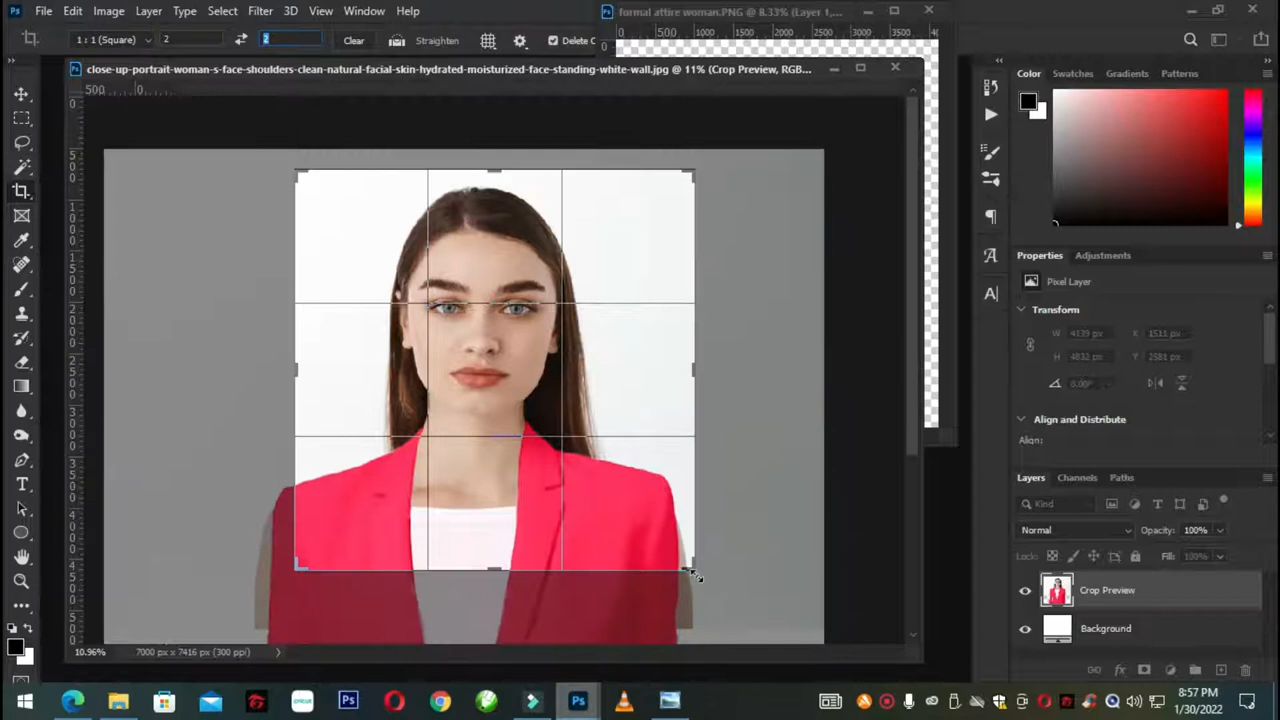 Ps File Edit Image Layer Type Select Filter 3D View Window Help
formal attire woman.PNG @ 8.33% (Layer 1,...
1 : 1 (Square) 2 2 Clear Straighten Delete C
0 500 1000 1500 2000 2500 3000 3500
close-up-portrait-woman-s-face-shoulders-clean-natural-facial-skin-hydrated-moisturized-face-standing-white-wall.jpg @ 11% (Crop Preview, RGB...
500 0
Color Swatches Gradients Patterns
Properties Adjustments
Pixel Layer
Transform
W 4139 px X 1511 px
H 4832 px Y 2581 px
0.00°
Align and Distribute
Align:
Layers Channels Paths
Kind
Normal Opacity: 100%
Lock: Fill: 100%
Crop Preview
Background
10.96% 7000 px x 7416 px (300 ppi)
8:57 PM
1/30/2022